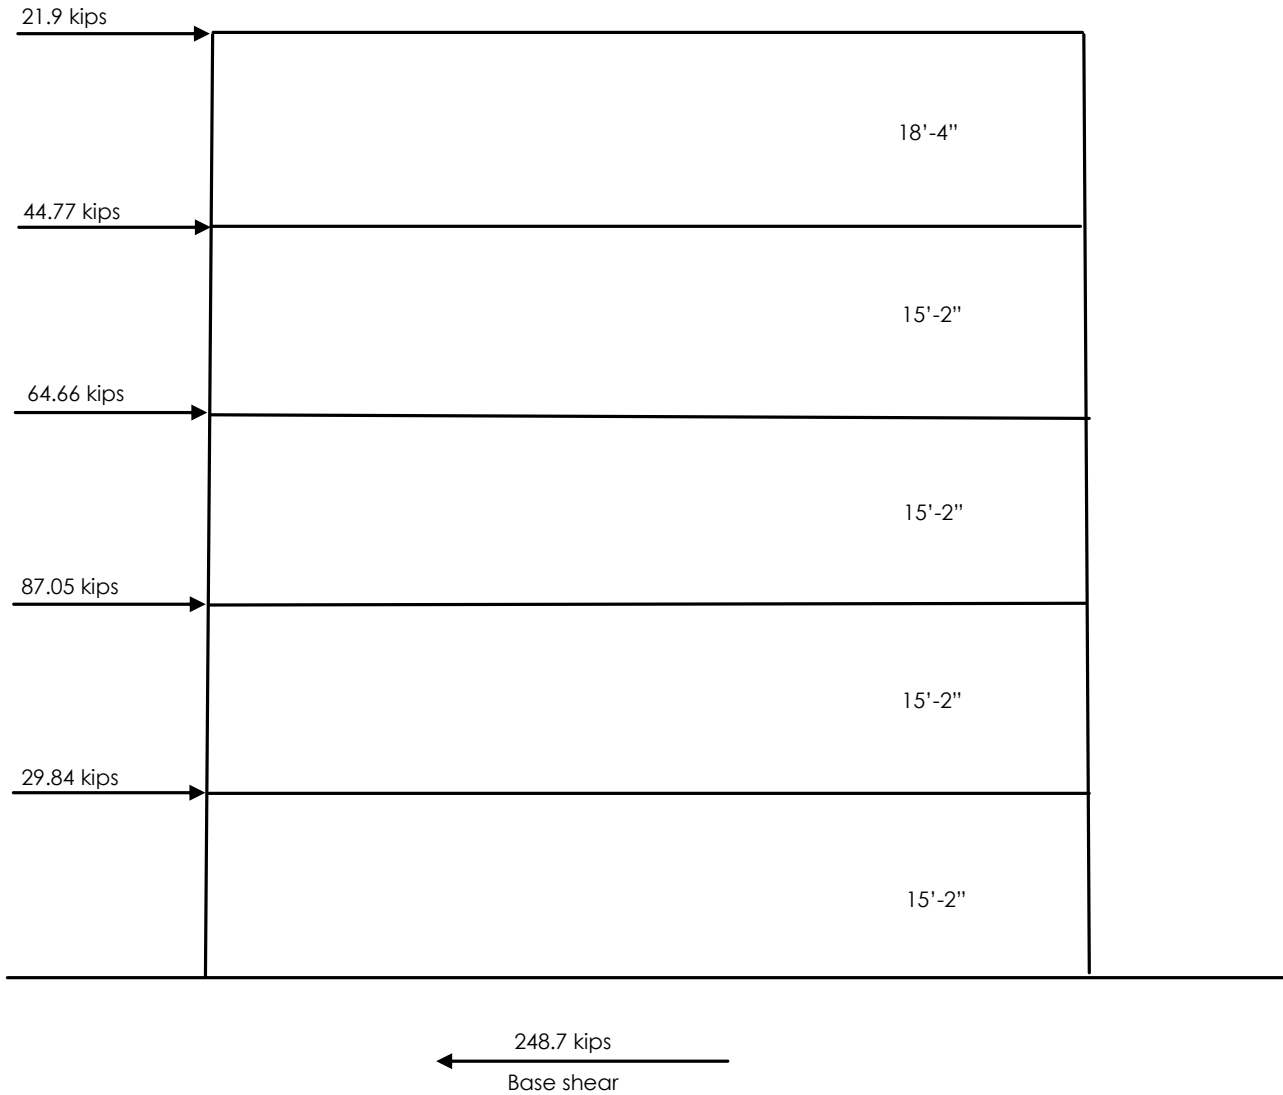 21.9 kips
18’-4”
44.77 kips
15’-2”
64.66 kips
15’-2”
87.05 kips
15’-2”
29.84 kips
15’-2”
248.7 kips
Base shear